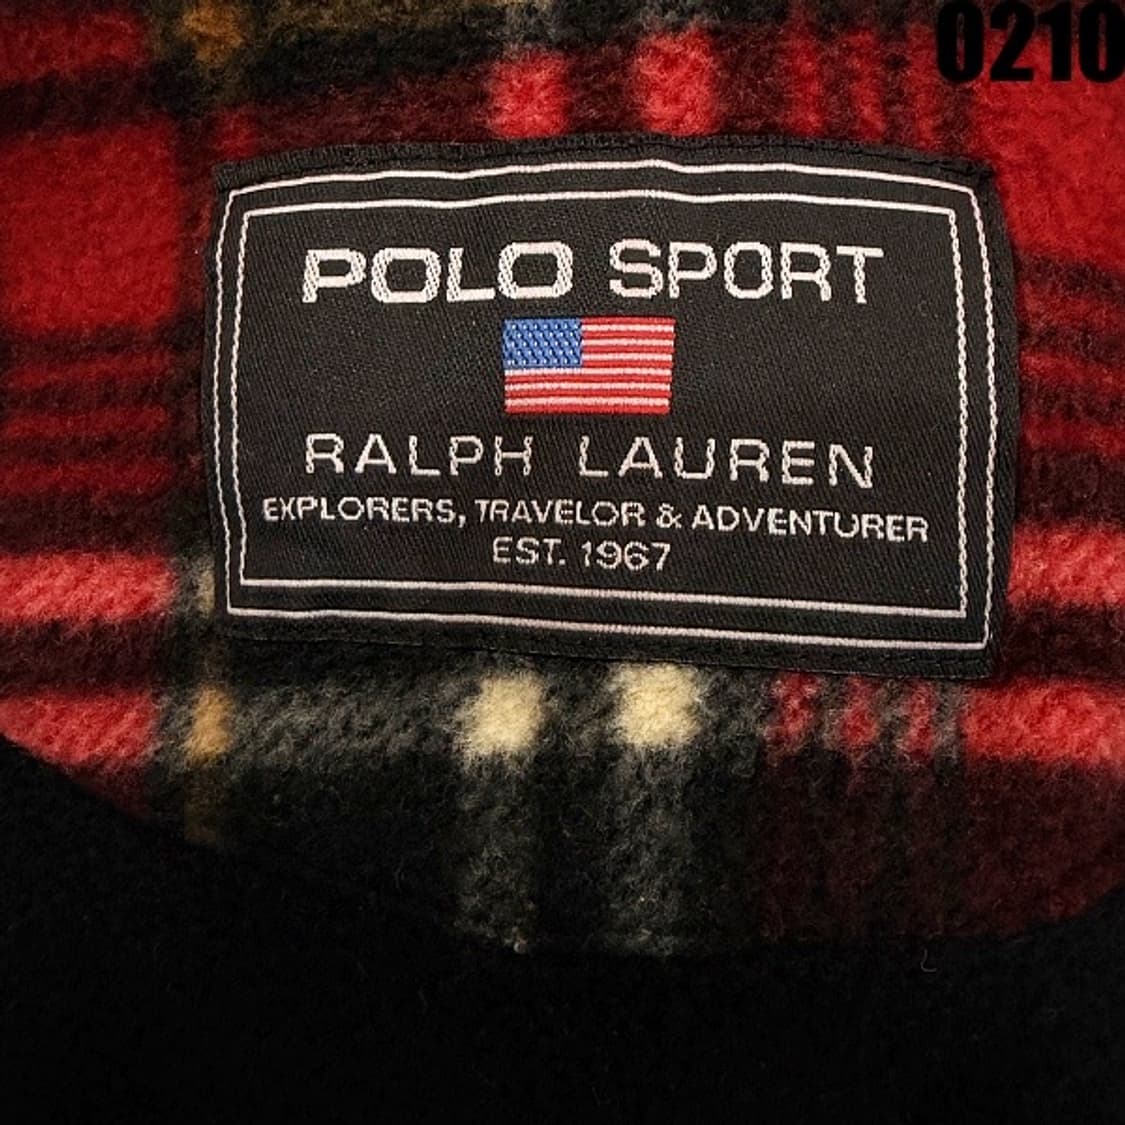 0210
POLO SPORT
RALPH LAUREN
EXPLORERS, TRAVELOR & ADVENTURER
EST. 1967